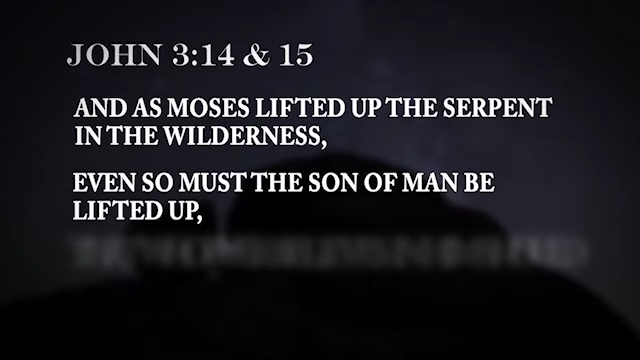 JOHN 3:14 & 15
AND AS MOSES LIFTED UP THE SERPENT
IN THE WILDERNESS,
EVEN SO MUST THE SON OF MAN BE
LIFTED UP,